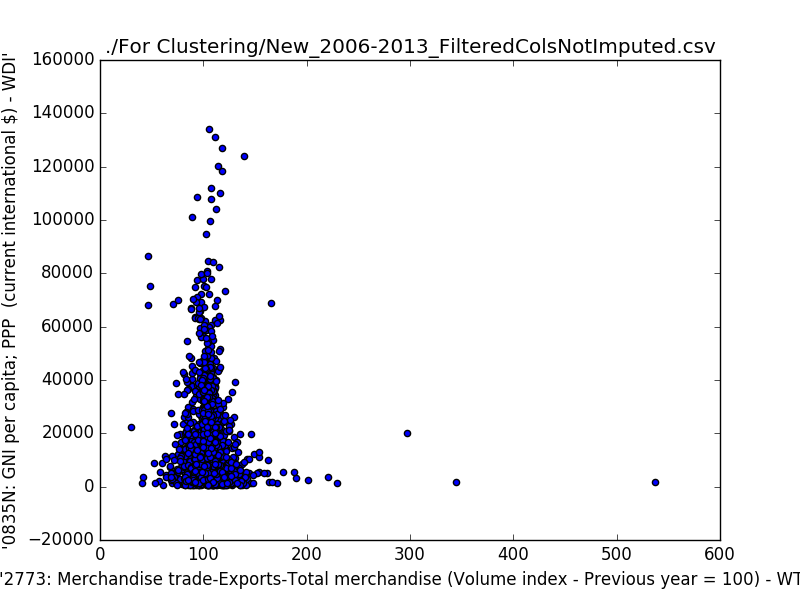 ./For Clustering/New_2006-2013_FilteredColsNotImputed.csv
'0835N: GNI per capita; PPP  (current international $) - WDI'
160000
140000
120000
100000
80000
60000
40000
20000
0
−20000
0 100 200 300 400 500 600
'2773: Merchandise trade-Exports-Total merchandise (Volume index - Previous year = 100) - WT